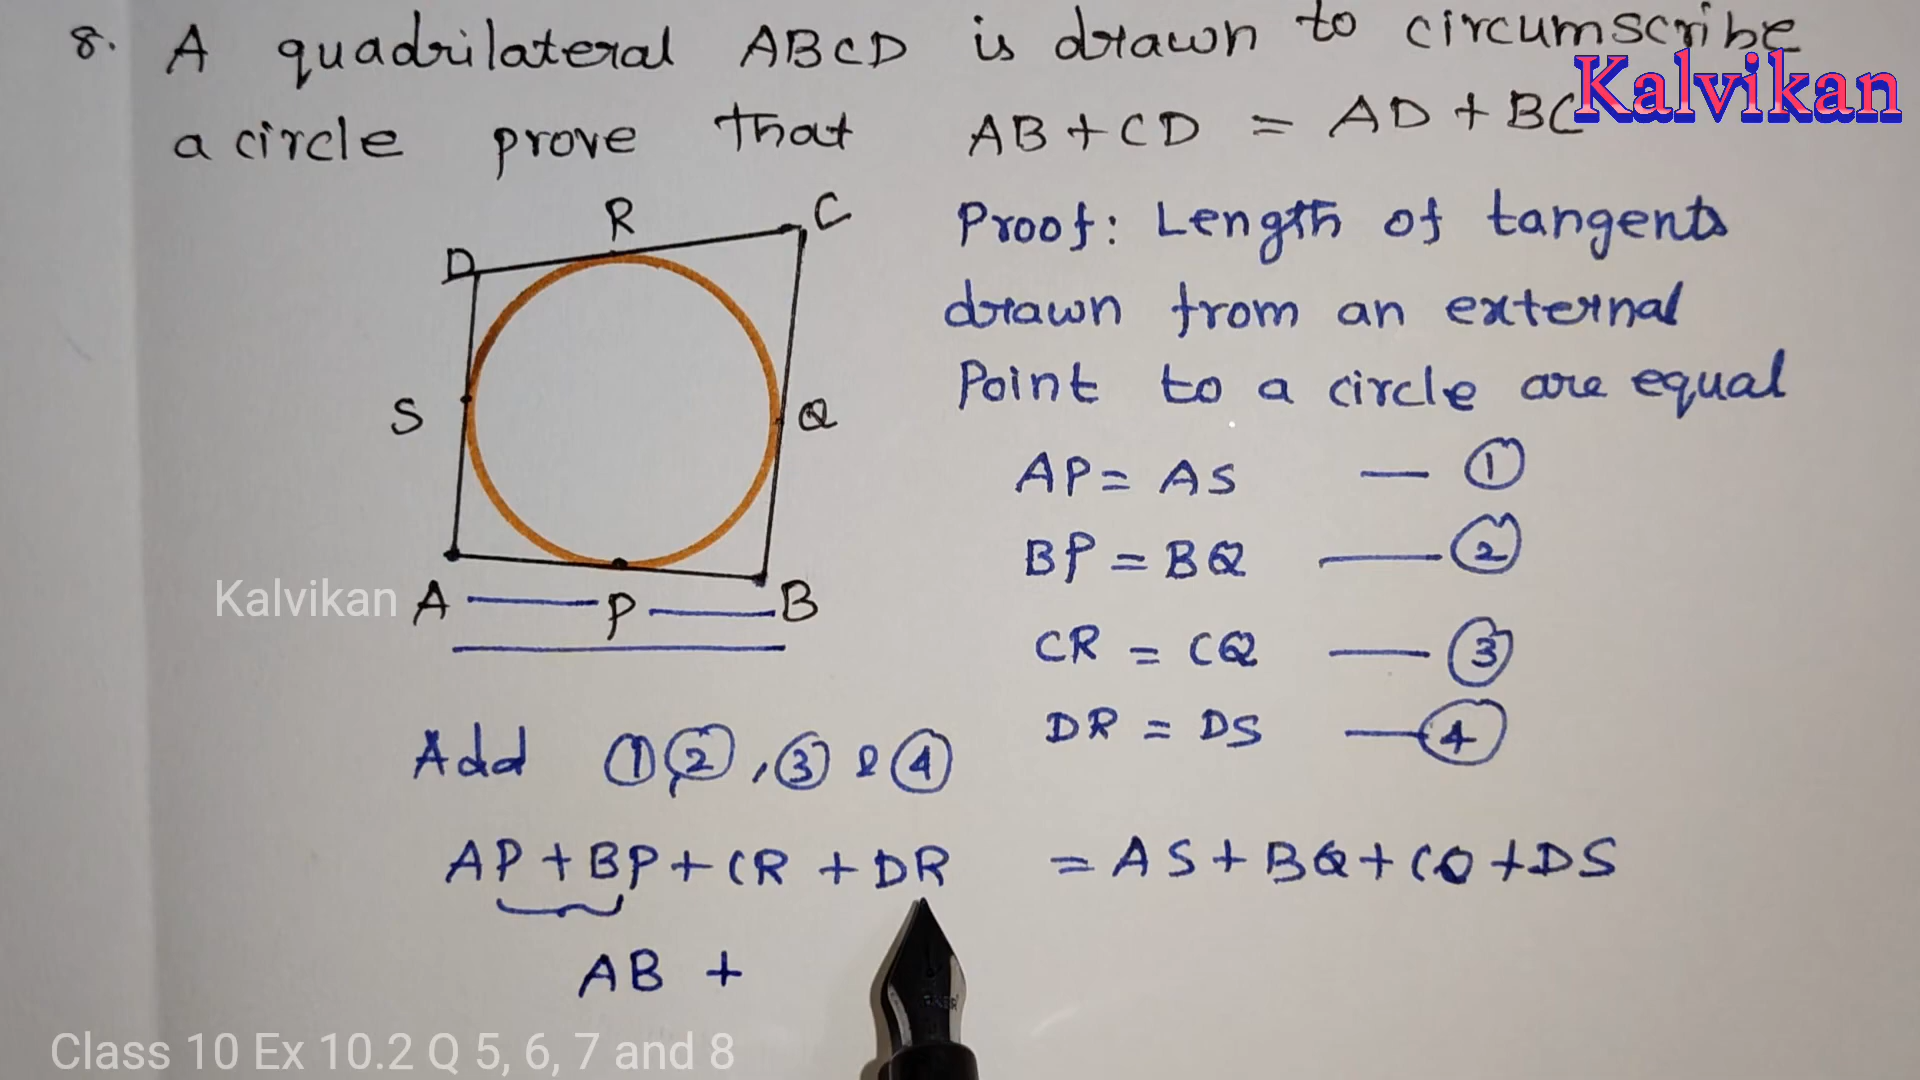 8. A quadrilateral ABCD is drawn to circumscribe
Kalvikan
a circle prove that AB + CD = AD + BC
R
C
D
S
Q
Kalvikan
A P B
Proof: Length of tangents
drawn from an external
Point to a circle are equal
AP = AS — ①
BP = BQ — ②
CR = CQ — ③
DR = DS — ④
Add ① ②, ③ & ④
AP + BP + CR + DR = AS + BQ + CQ + DS
AB +
Class 10 Ex 10.2 Q 5, 6, 7 and 8